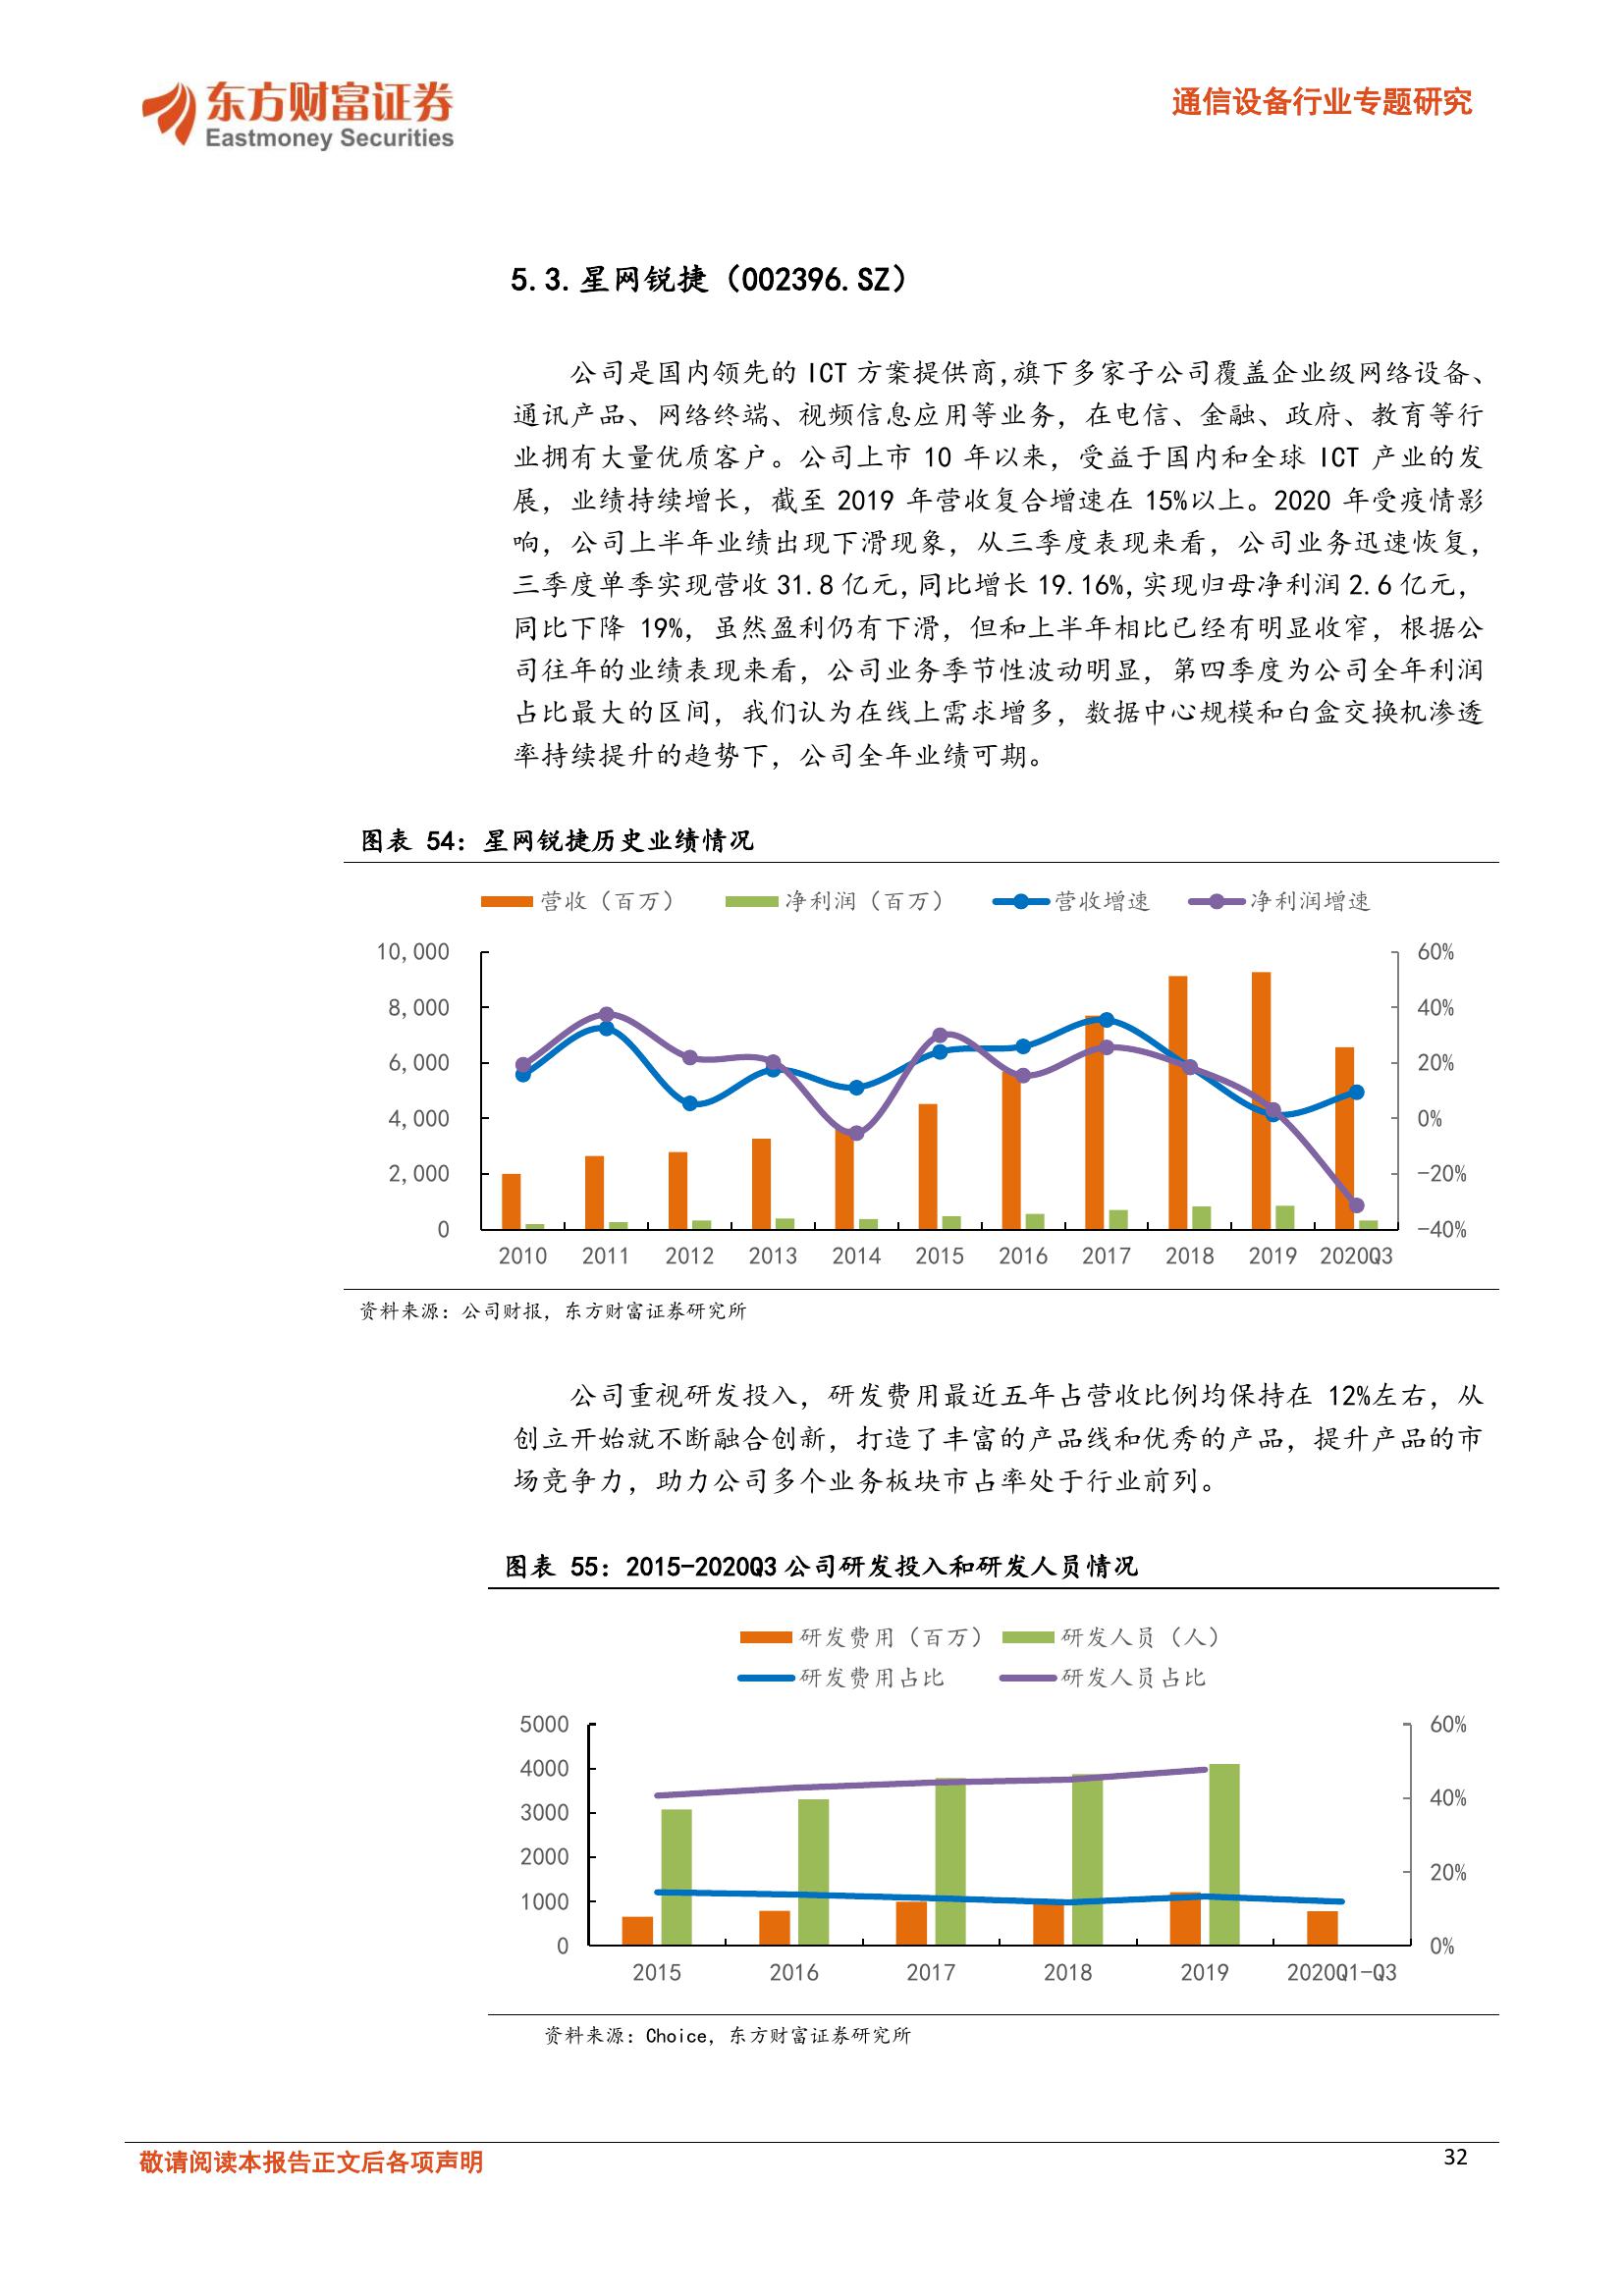 东方财富证券
Eastmoney Securities
通信设备行业专题研究
5.3.星网锐捷（002396.SZ）
公司是国内领先的 ICT 方案提供商,旗下多家子公司覆盖企业级网络设备、
通讯产品、网络终端、视频信息应用等业务，在电信、金融、政府、教育等行
业拥有大量优质客户。公司上市 10 年以来，受益于国内和全球 ICT 产业的发
展，业绩持续增长，截至 2019 年营收复合增速在 15%以上。2020 年受疫情影
响，公司上半年业绩出现下滑现象，从三季度表现来看，公司业务迅速恢复，
三季度单季实现营收 31.8 亿元,同比增长 19.16%,实现归母净利润 2.6 亿元，
同比下降 19%，虽然盈利仍有下滑，但和上半年相比已经有明显收窄，根据公
司往年的业绩表现来看，公司业务季节性波动明显，第四季度为公司全年利润
占比最大的区间，我们认为在线上需求增多，数据中心规模和白盒交换机渗透
率持续提升的趋势下，公司全年业绩可期。
图表 54：星网锐捷历史业绩情况
营收（百万） 净利润（百万） 营收增速 净利润增速
10,000 60%
8,000 40%
6,000 20%
4,000 0%
2,000 -20%
0 -40%
2010 2011 2012 2013 2014 2015 2016 2017 2018 2019 2020Q3
资料来源：公司财报，东方财富证券研究所
公司重视研发投入，研发费用最近五年占营收比例均保持在 12%左右，从
创立开始就不断融合创新，打造了丰富的产品线和优秀的产品，提升产品的市
场竞争力，助力公司多个业务板块市占率处于行业前列。
图表 55：2015-2020Q3 公司研发投入和研发人员情况
研发费用（百万） 研发人员（人）
研发费用占比 研发人员占比
5000 60%
4000
40%
3000
2000
20%
1000
0 0%
2015 2016 2017 2018 2019 2020Q1-Q3
资料来源：Choice，东方财富证券研究所
敬请阅读本报告正文后各项声明 32